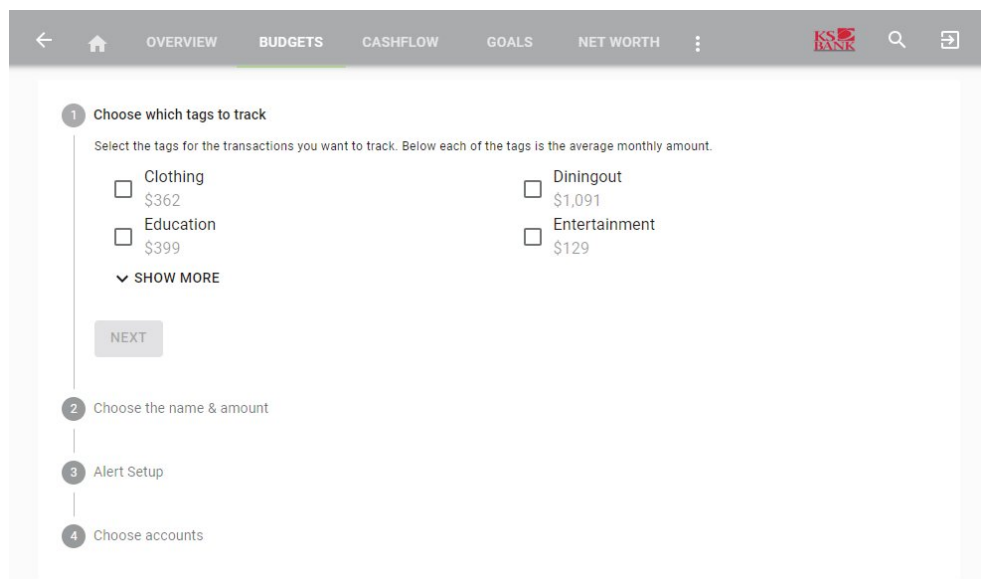 OVERVIEW BUDGETS CASHFLOW GOALS NET WORTH KS BANK
1 Choose which tags to track
Select the tags for the transactions you want to track. Below each of the tags is the average monthly amount.
Clothing Diningout
$362 $1,091
Education Entertainment
$399 $129
SHOW MORE
NEXT
2 Choose the name & amount
3 Alert Setup
4 Choose accounts